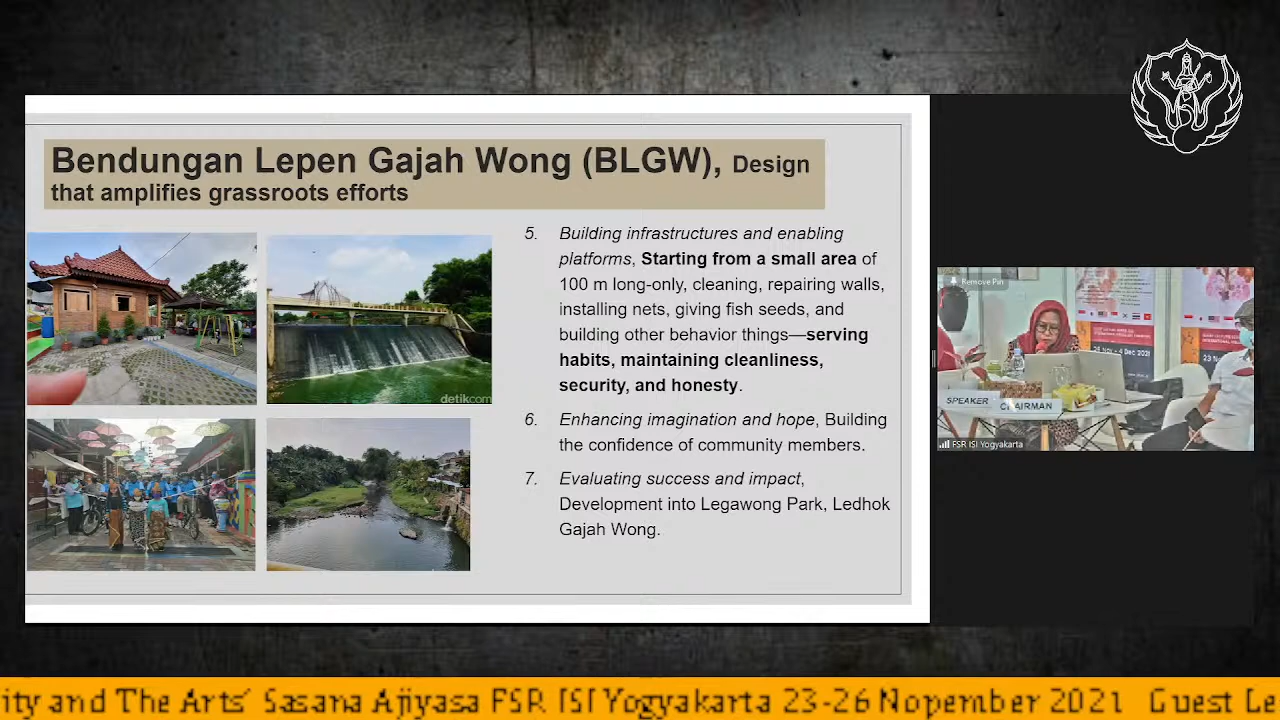 Bendungan Lepen Gajah Wong (BLGW), Design
that amplifies grassroots efforts
5. Building infrastructures and enabling
platforms, Starting from a small area of
100 m long-only, cleaning, repairing walls,
installing nets, giving fish seeds, and
building other behavior things—serving
habits, maintaining cleanliness,
security, and honesty.
6. Enhancing imagination and hope, Building
the confidence of community members.
7. Evaluating success and impact,
Development into Legawong Park, Ledhok
Gajah Wong.
detikcom
Remove Pin
SPEAKER
CHAIRMAN
FSR ISI Yogyakarta
ity and The Arts' Sasana Ajiyasa FSR ISI Yogyakarta 23-26 Nopember 2021 Guest Le